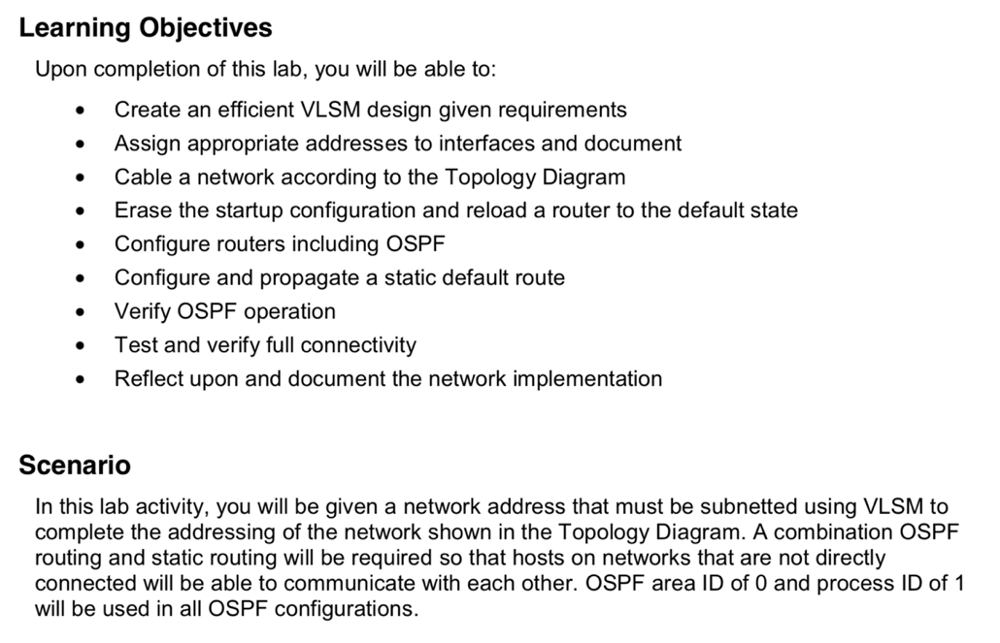 Learning Objectives
Upon completion of this lab, you will be able to:
• Create an efficient VLSM design given requirements
• Assign appropriate addresses to interfaces and document
• Cable a network according to the Topology Diagram
• Erase the startup configuration and reload a router to the default state
• Configure routers including OSPF
• Configure and propagate a static default route
• Verify OSPF operation
• Test and verify full connectivity
• Reflect upon and document the network implementation
Scenario
In this lab activity, you will be given a network address that must be subnetted using VLSM to
complete the addressing of the network shown in the Topology Diagram. A combination OSPF
routing and static routing will be required so that hosts on networks that are not directly
connected will be able to communicate with each other. OSPF area ID of 0 and process ID of 1
will be used in all OSPF configurations.